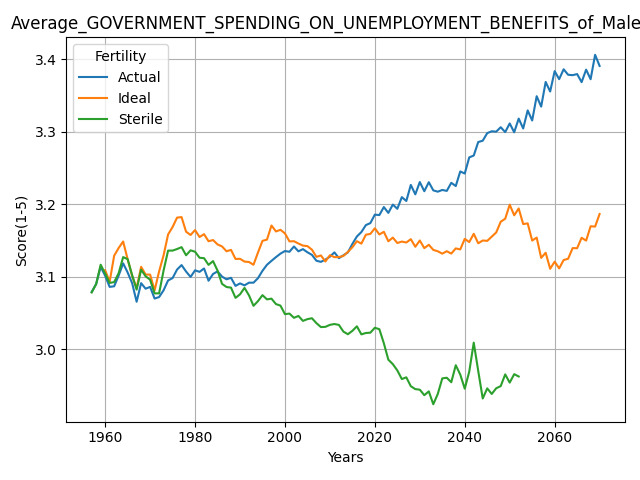 Average_GOVERNMENT_SPENDING_ON_UNEMPLOYMENT_BENEFITS_of_Male
Fertility
Actual
Ideal
Sterile
Score(1-5)
3.4
3.3
3.2
3.1
3.0
1960 1980 2000 2020 2040 2060
Years